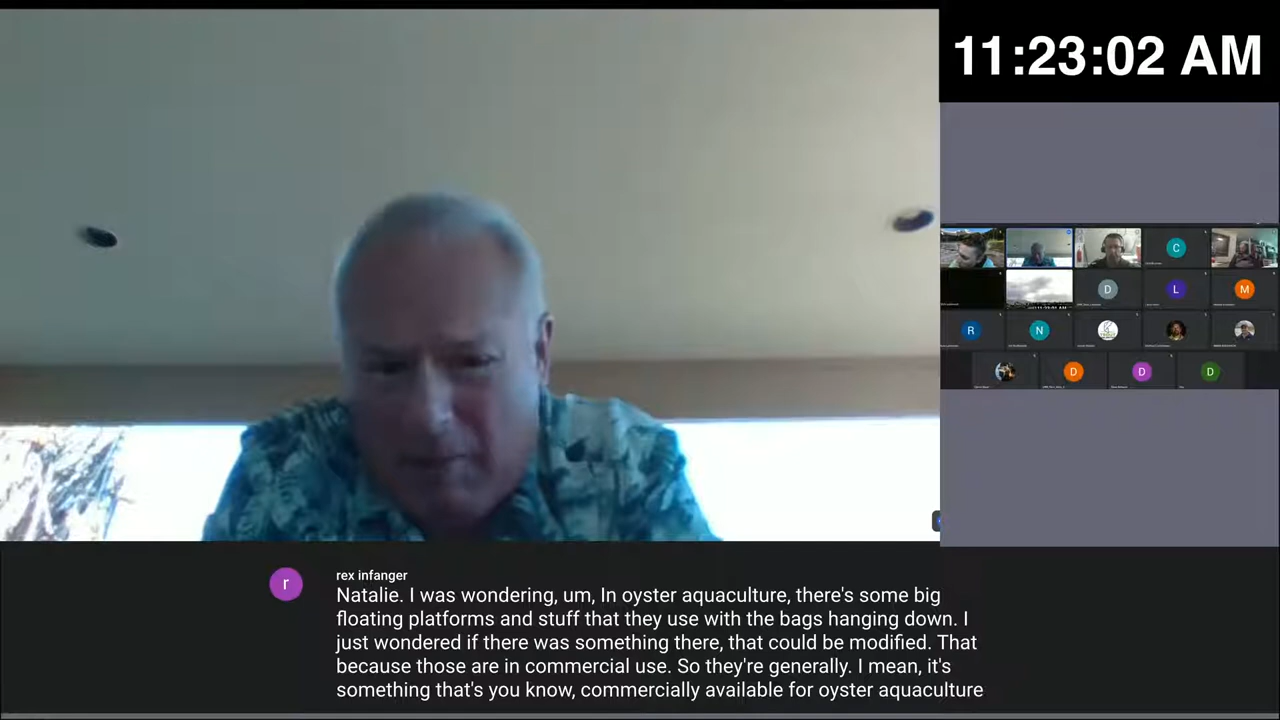 11:23:02 AM
C
D
L
M
R
N
D
D
D
r
rex infanger
Natalie. I was wondering, um, In oyster aquaculture, there's some big
floating platforms and stuff that they use with the bags hanging down. I
just wondered if there was something there, that could be modified. That
because those are in commercial use. So they're generally. I mean, it's
something that's you know, commercially available for oyster aquaculture